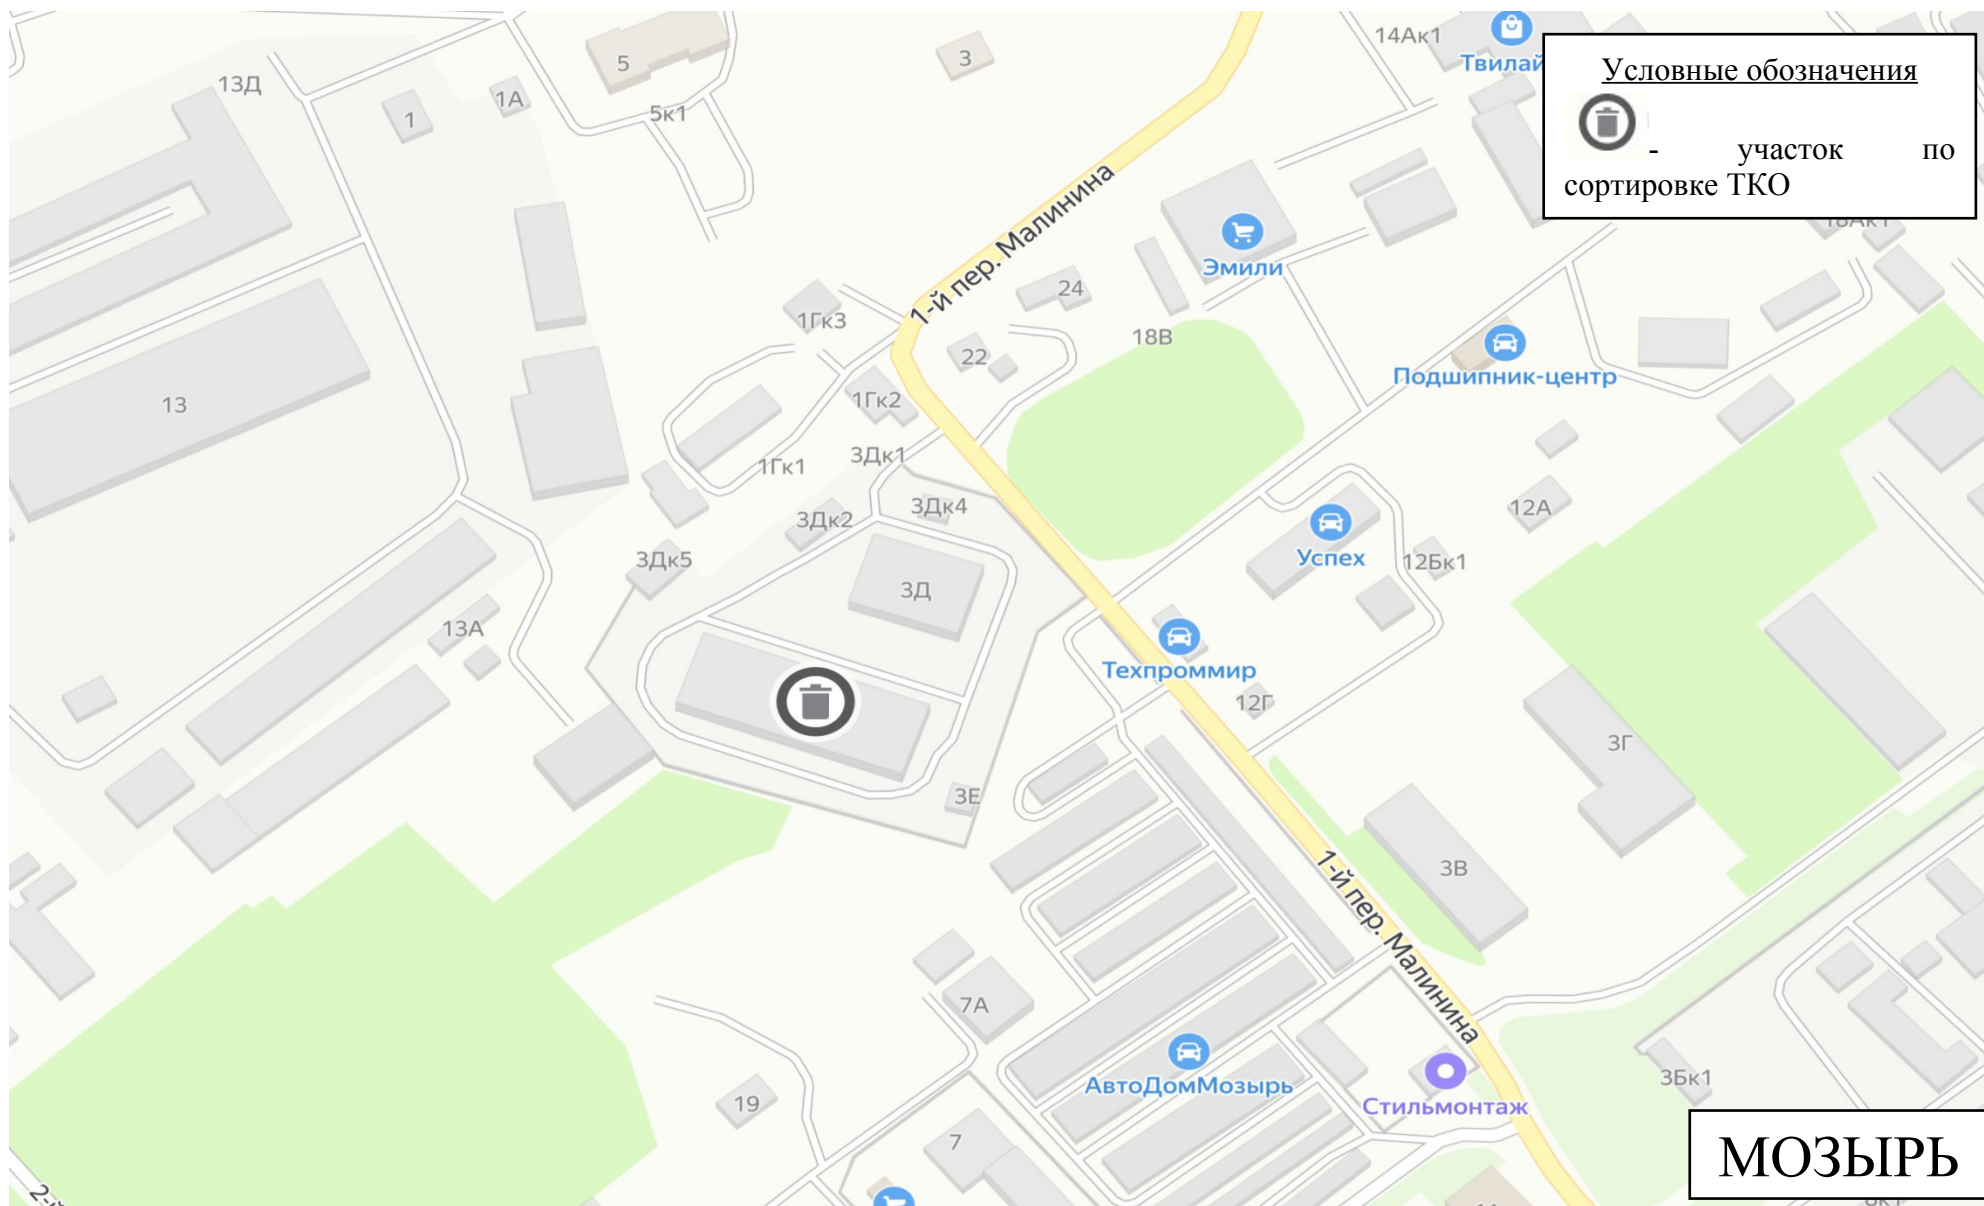 14Ак1
Твилай
Условные обозначения
- участок по
сортировке ТКО
13Д
1
1А
5
5к1
3
1-й пер. Малинина
Эмили
18Ак1
1Гк3
24
22
18В
Подшипник-центр
13
1Гк2
1Гк1
3Дк1
3Дк2
3Дк4
12А
Успех
12Бк1
3Дк5
3Д
13А
Техпроммир
12Г
3Г
3Е
3В
1-й пер. Малинина
7А
АвтоДомМозырь
Стильмонтаж
3Бк1
19
7
МОЗЫРЬ